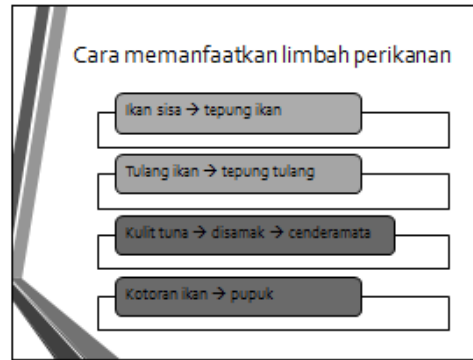 Cara memanfaatkan limbah perikanan
Ikan sisa → tepung ikan
Tulang ikan → tepung tulang
Kulit tuna → disamak → cenderamata
Kotoran ikan → pupuk